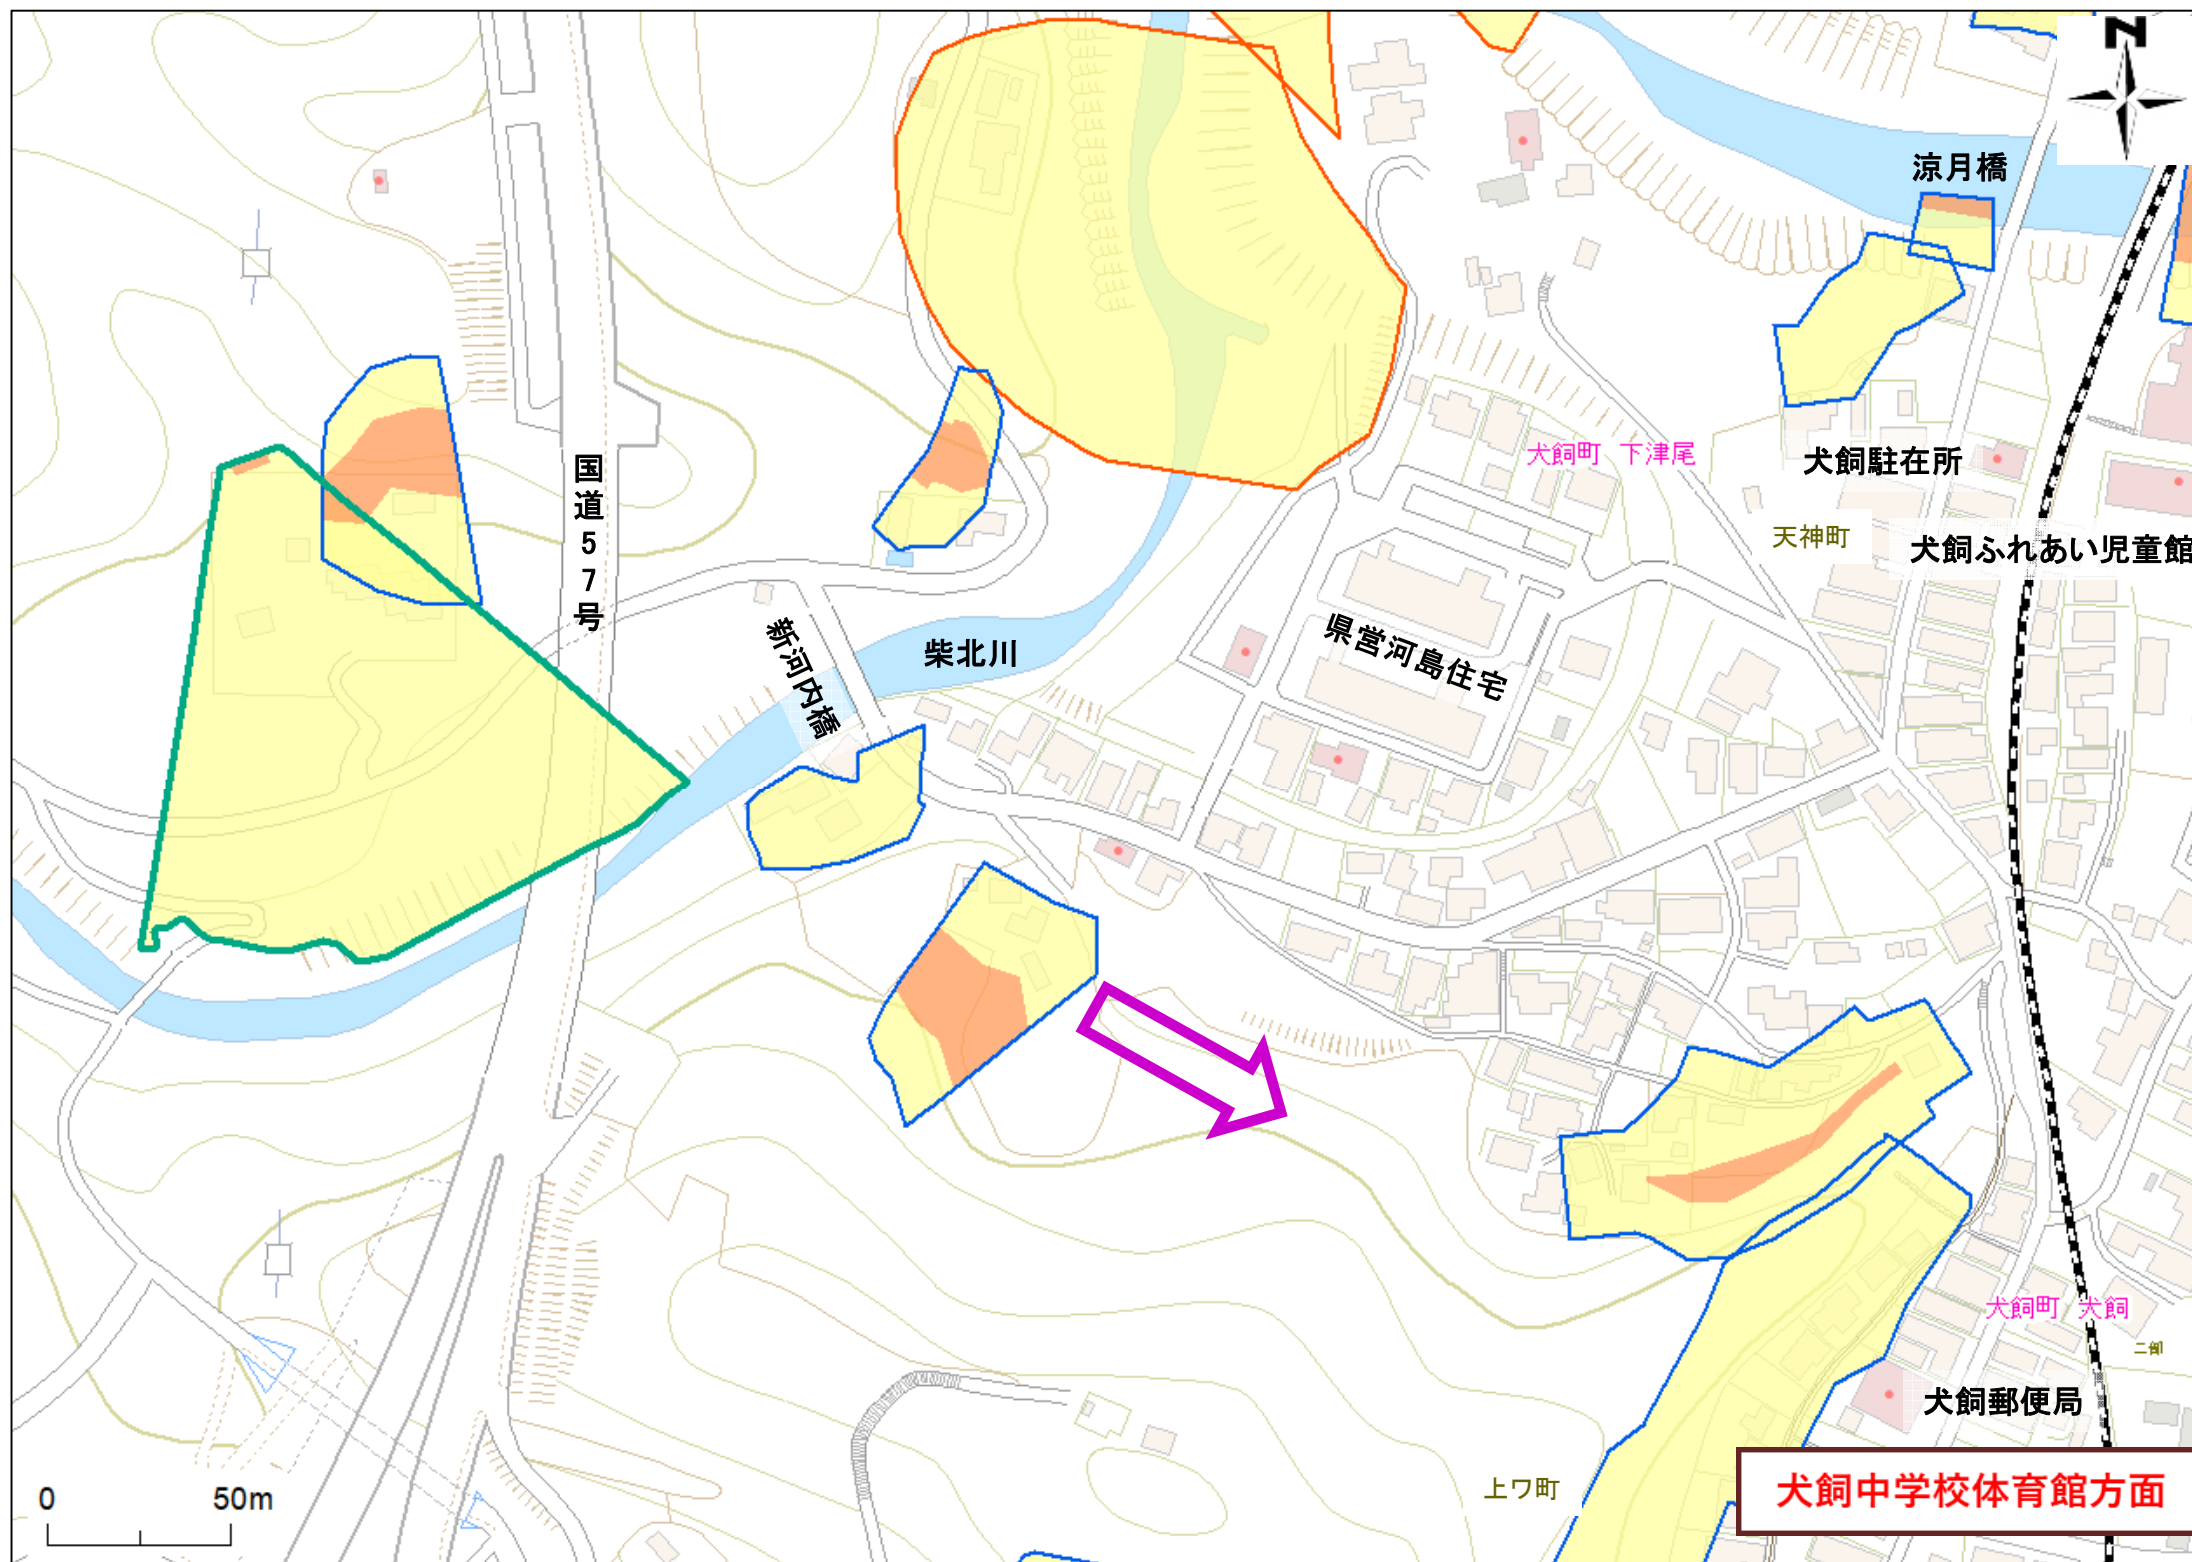 N
涼月橋
犬飼町 下津尾
犬飼駐在所
国道57号
天神町
犬飼ふれあい児童館
新河内橋
柴北川
県営河島住宅
犬飼町 犬飼
二部
犬飼郵便局
上ワ町
犬飼中学校体育館方面
0 50m